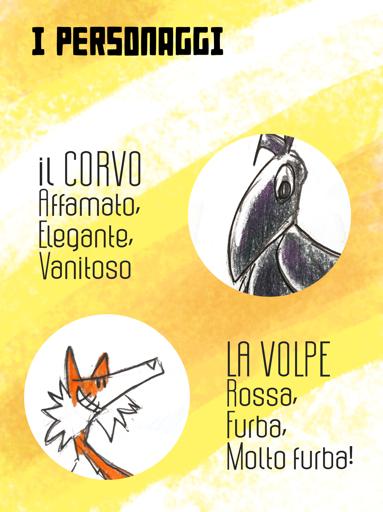 I PERSONAGGI
il CORVO
Affamato,
Elegante,
Vanitoso
LA VOLPE
Rossa,
Furba,
Molto furba!